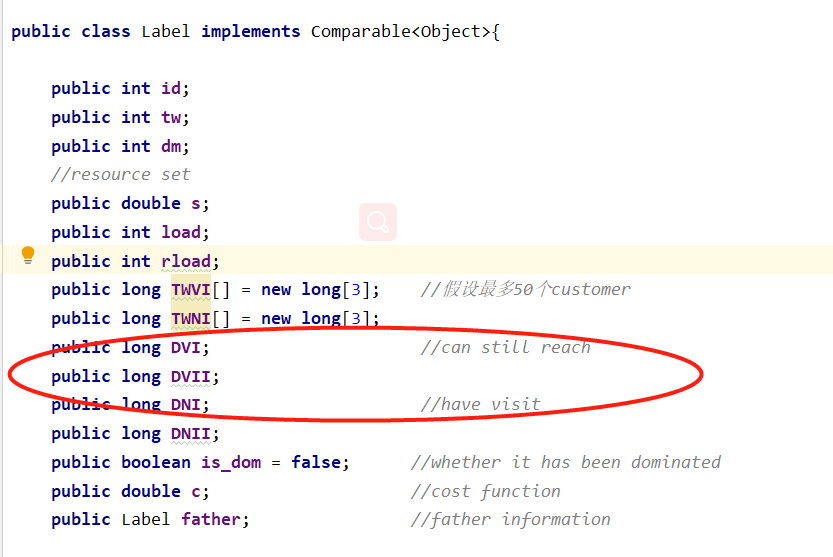 public class Label implements Comparable<Object>{
public int id;
public int tw;
public int dm;
//resource set
public double s;
public int load;
public int rload;
public long TWVI[] = new long[3]; //假设最多50个customer
public long TWNI[] = new long[3];
public long DVI; //can still reach
public long DVII;
public long DNI; //have visit
public long DNII;
public boolean is_dom = false; //whether it has been dominated
public double c; //cost function
public Label father; //father information